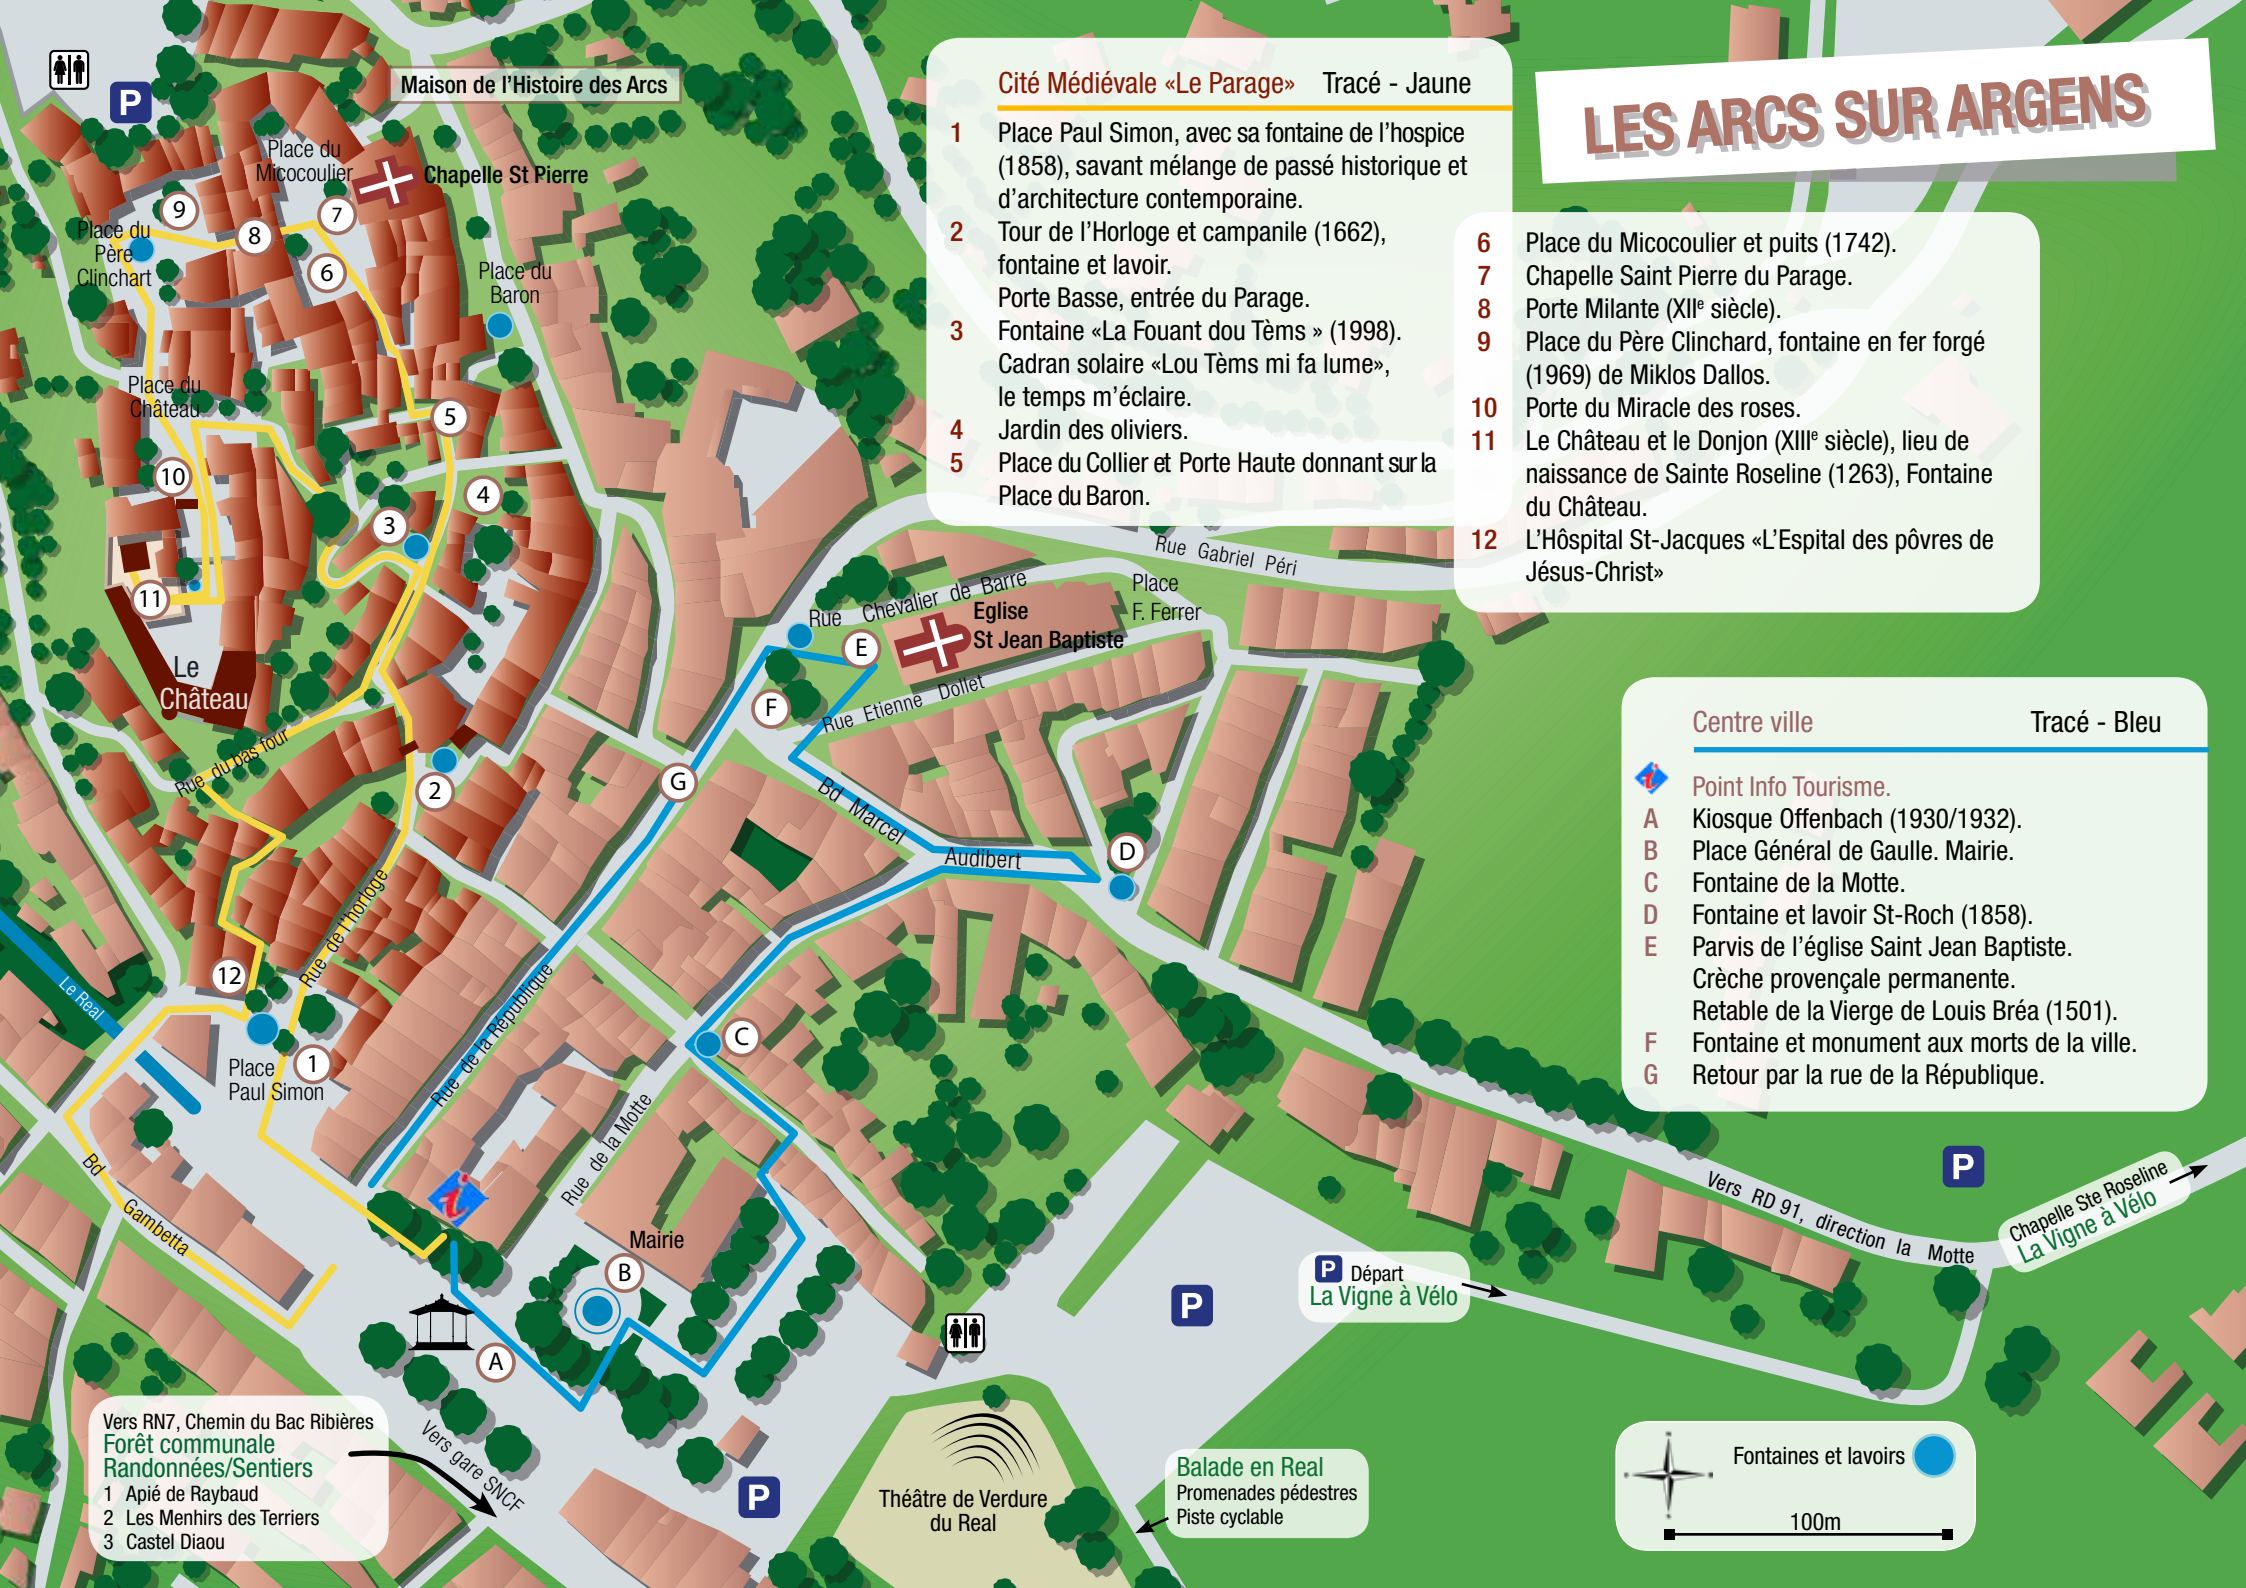 LES ARCS SUR ARGENS
Cité Médiévale «Le Parage» Tracé - Jaune
1 Place Paul Simon, avec sa fontaine de l'hospice
(1858), savant mélange de passé historique et
d'architecture contemporaine.
2 Tour de l'Horloge et campanile (1662),
fontaine et lavoir.
Porte Basse, entrée du Parage.
3 Fontaine «La Fouant dou Tèms » (1998).
Cadran solaire «Lou Tèms mi fa lume»,
le temps m'éclaire.
4 Jardin des oliviers.
5 Place du Collier et Porte Haute donnant sur la
Place du Baron.
6 Place du Micocoulier et puits (1742).
7 Chapelle Saint Pierre du Parage.
8 Porte Milante (XIIe siècle).
9 Place du Père Clinchard, fontaine en fer forgé
(1969) de Miklos Dallos.
10 Porte du Miracle des roses.
11 Le Château et le Donjon (XIIIe siècle), lieu de
naissance de Sainte Roseline (1263), Fontaine
du Château.
12 L'Hôspital St-Jacques «L'Espital des pôvres de
Jésus-Christ»
Centre ville Tracé - Bleu
i Point Info Tourisme.
A Kiosque Offenbach (1930/1932).
B Place Général de Gaulle. Mairie.
C Fontaine de la Motte.
D Fontaine et lavoir St-Roch (1858).
E Parvis de l'église Saint Jean Baptiste.
Crèche provençale permanente.
Retable de la Vierge de Louis Bréa (1501).
F Fontaine et monument aux morts de la ville.
G Retour par la rue de la République.
P
Maison de l'Histoire des Arcs
Place du
Micocoulier
Chapelle St Pierre
9
7
8
6
Place du
Père
Clinchart
Place du
Baron
Place du
Château
5
10
4
3
11
Le
Château
Rue Gabriel Péri
Rue Chevalier de Barre
Place
F. Ferrer
Eglise
St Jean Baptiste
E
F
Rue Etienne Dollet
Rue du bas four
2
G
Bd Marcel
Audibert
D
Rue de l'horloge
12
Le Real
Rue de la République
Place
Paul Simon
1
C
Rue de la Motte
Bd
Gambetta
i
Mairie
B
A
P
P
Départ
La Vigne à Vélo
P
Vers RD 91, direction la Motte
Chapelle Ste Roseline
La Vigne à Vélo
Vers RN7, Chemin du Bac Ribières
Forêt communale
Randonnées/Sentiers
1 Apié de Raybaud
2 Les Menhirs des Terriers
3 Castel Diaou
Vers gare SNCF
P
Théâtre de Verdure
du Real
Balade en Real
Promenades pédestres
Piste cyclable
Fontaines et lavoirs
100m